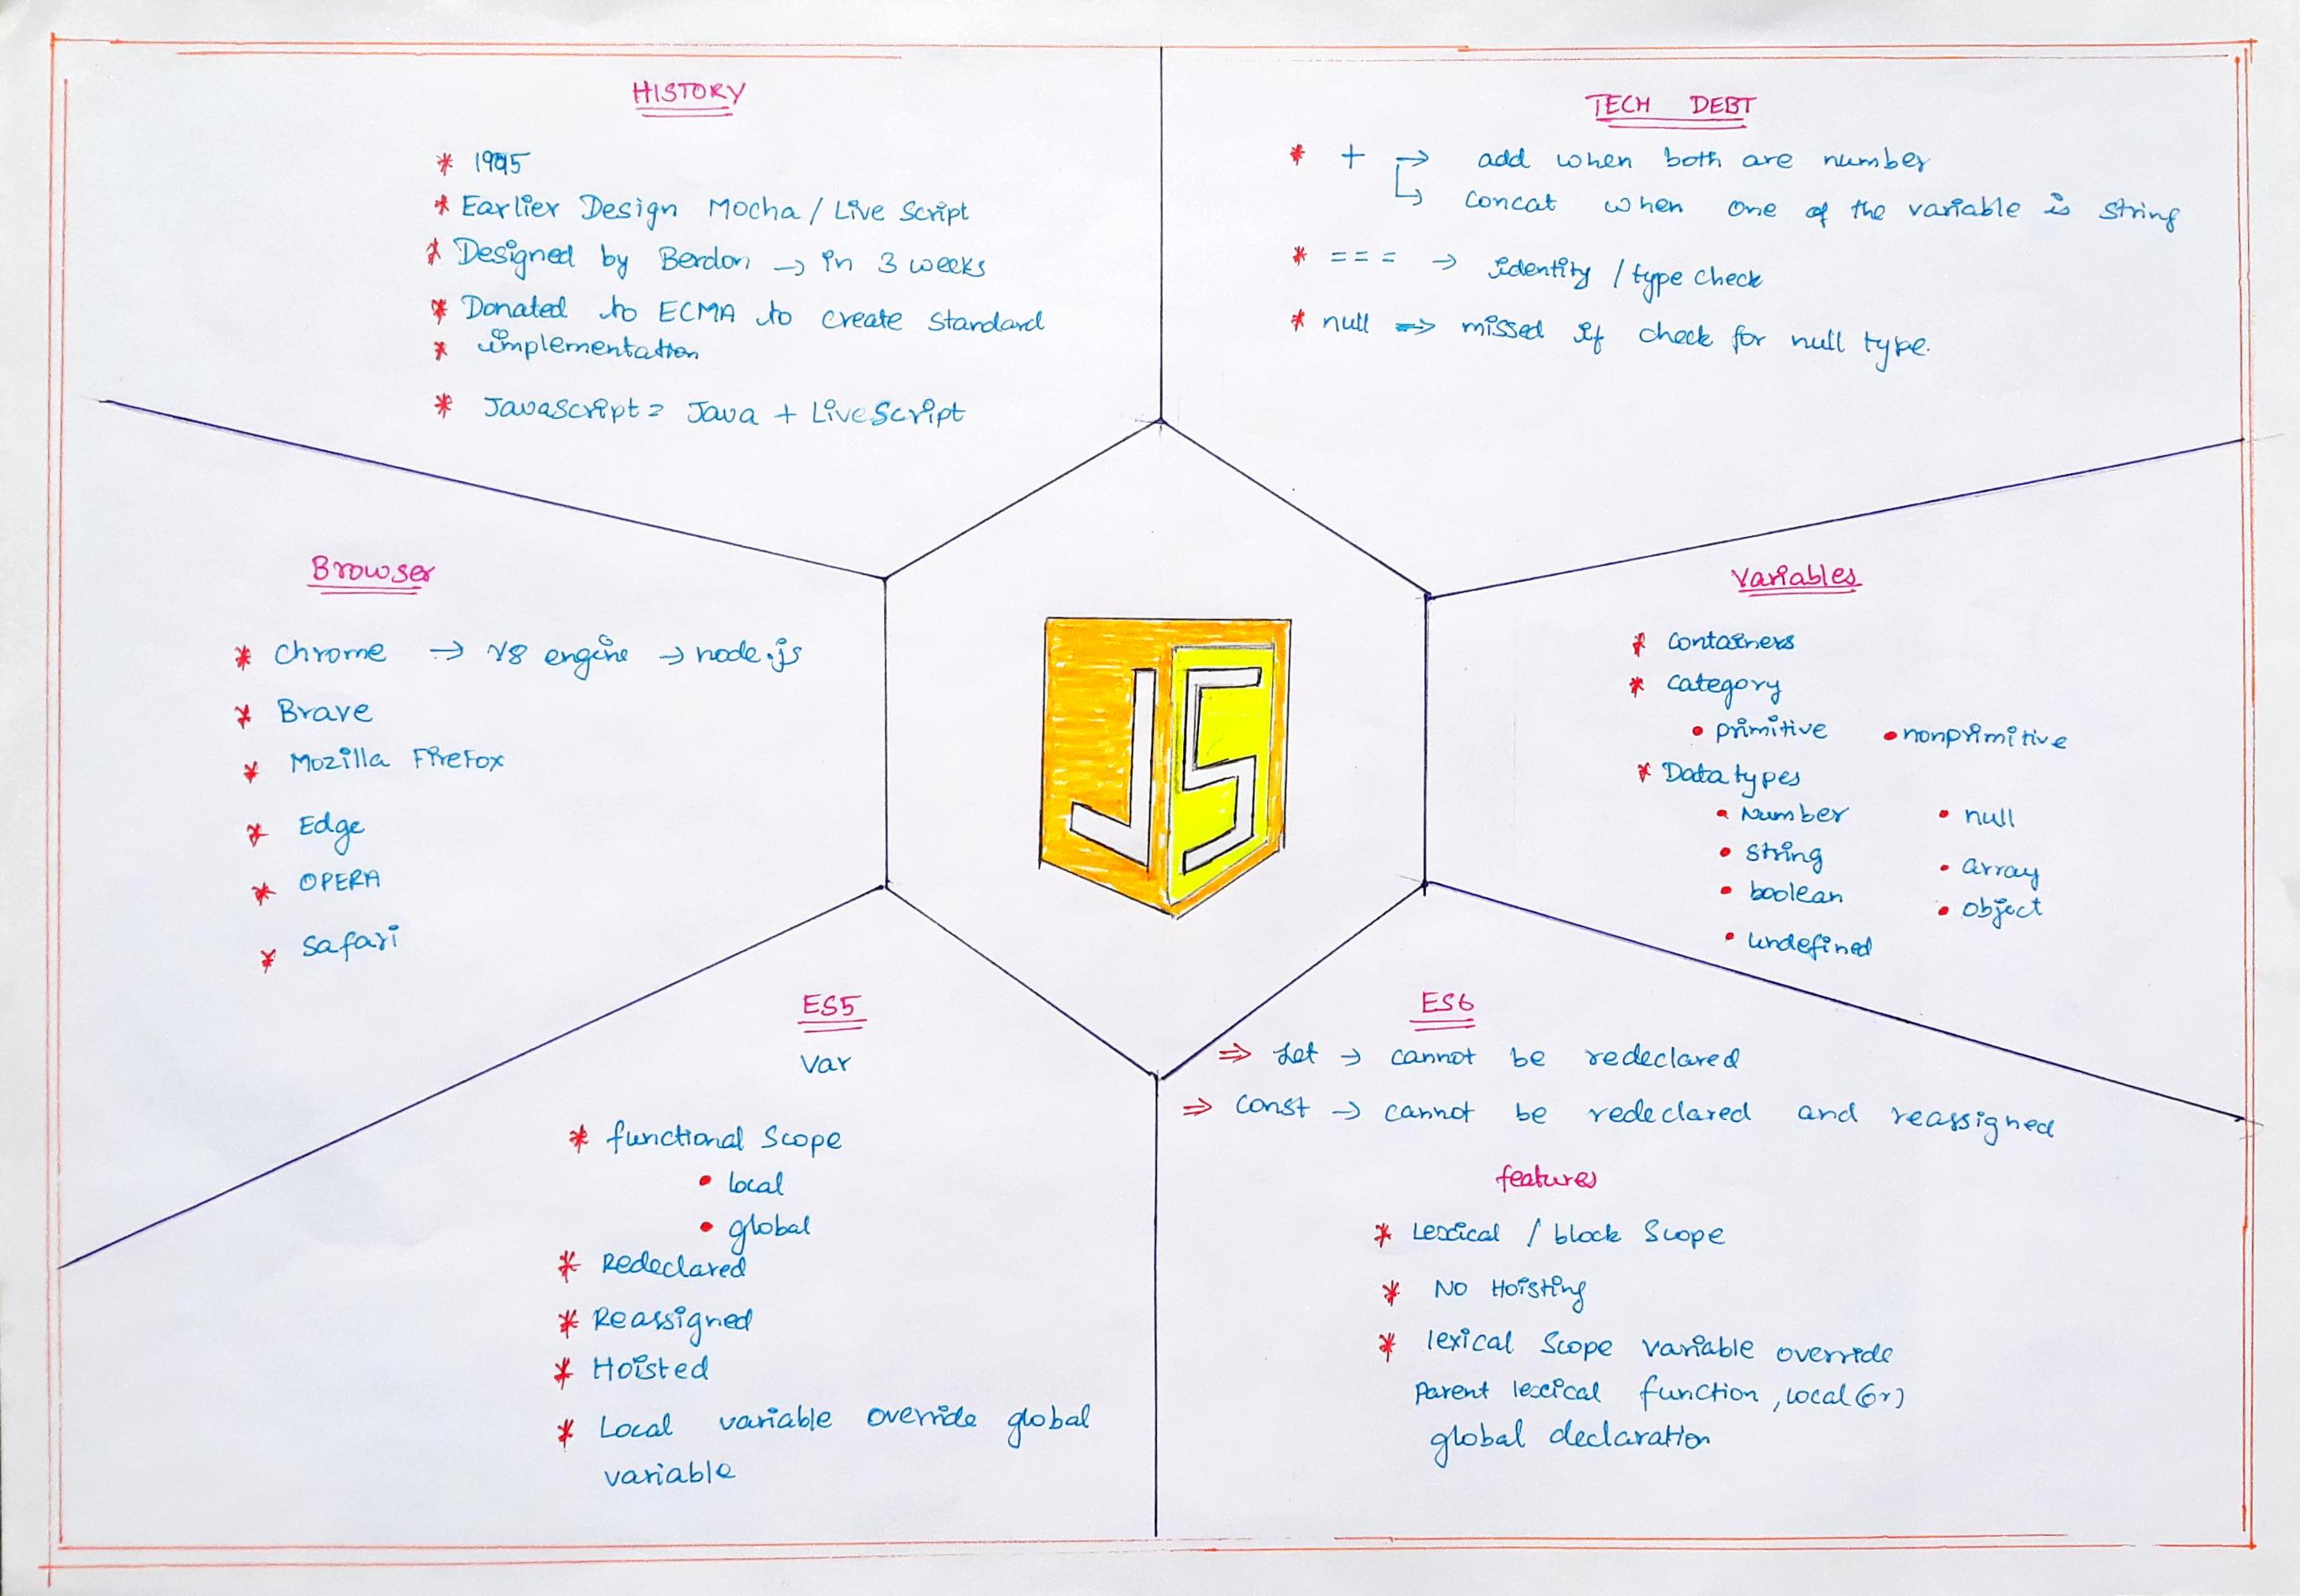 HISTORY
* 1995
* Earlier Design Mocha / Live Script
* Designed by Berdon → in 3 weeks
* Donated to ECMA to create Standard
* implementation
* Javascript = Java + LiveScript
TECH DEBT
* + → add when both are number
↳ concat when one of the variable is string
* === → identity / type check
* null => missed if check for null type.
Browser
* chrome → V8 engine → node.js
* Brave
* Mozilla FireFox
* Edge
* OPERA
* Safari
JS
Variables
* containers
* category
• primitive • nonprimitive
* Data types
• Number • null
• string • array
• boolean • object
• undefined
ES5
var
* functional Scope
• local
• global
* Redeclared
* Reassigned
* Hoisted
* Local variable override global
variable
ES6
⇒ Let → cannot be redeclared
⇒ const → cannot be redeclared and reassigned
features
* Lexical / block Scope
* No Hoisting
* lexical Scope variable override
Parent lexical function, local (or)
global declaration